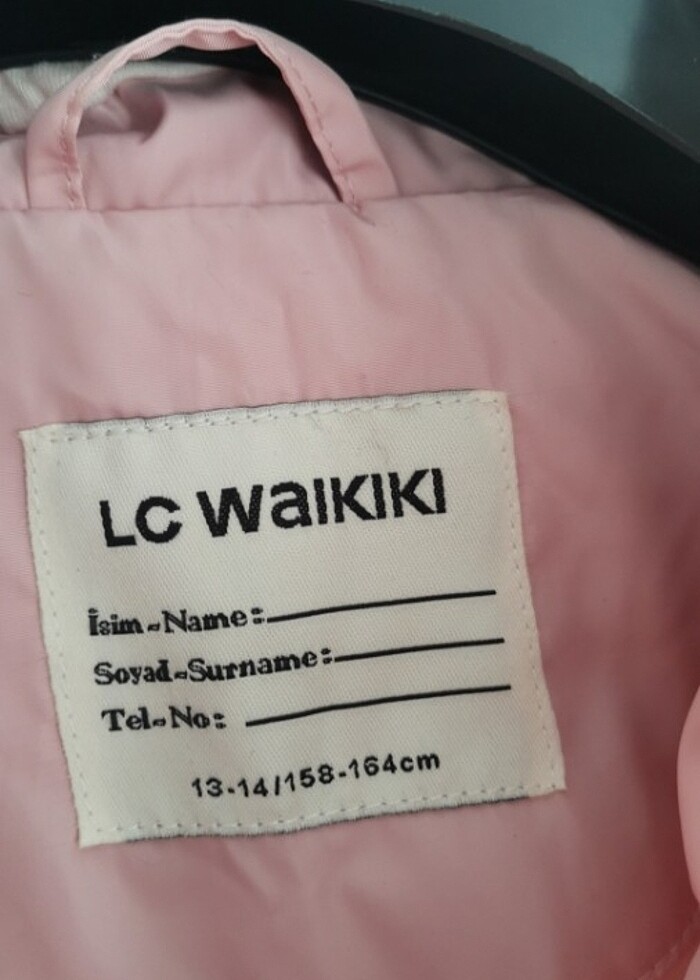 LC WAIKIKI
İsim-Name:
Soyad-Surname:
Tel-No:
13-14/158-164cm